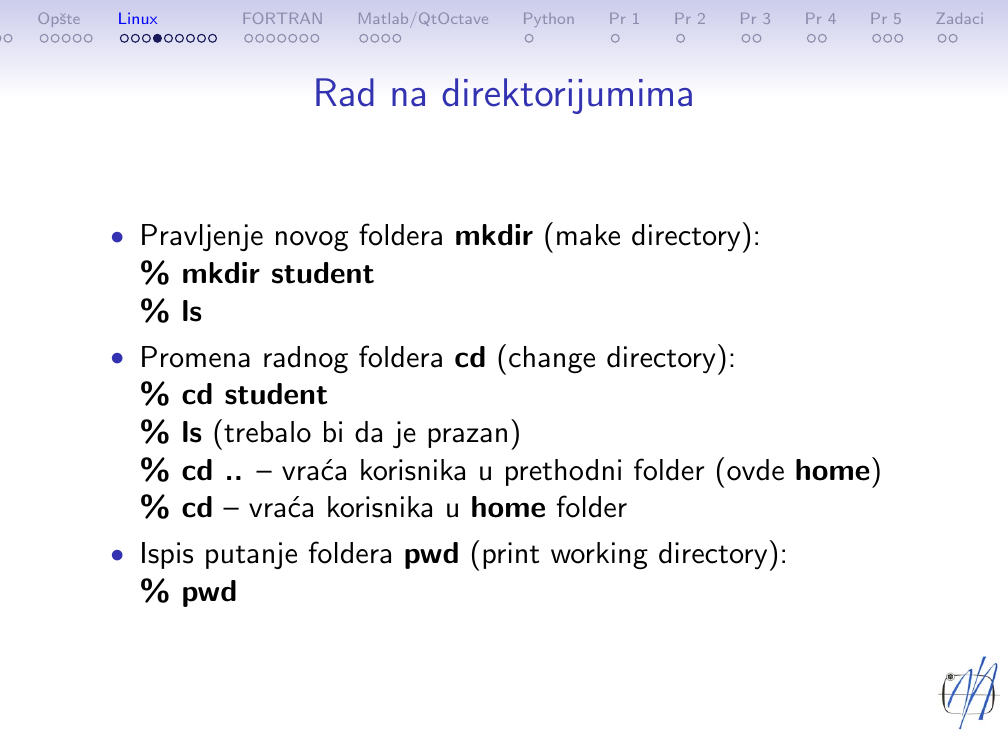 Opšte Linux FORTRAN Matlab/QtOctave Python Pr 1 Pr 2 Pr 3 Pr 4 Pr 5 Zadaci
Rad na direktorijumima
• Pravljenje novog foldera mkdir (make directory):
% mkdir student
% ls
• Promena radnog foldera cd (change directory):
% cd student
% ls (trebalo bi da je prazan)
% cd .. – vraća korisnika u prethodni folder (ovde home)
% cd – vraća korisnika u home folder
• Ispis putanje foldera pwd (print working directory):
% pwd